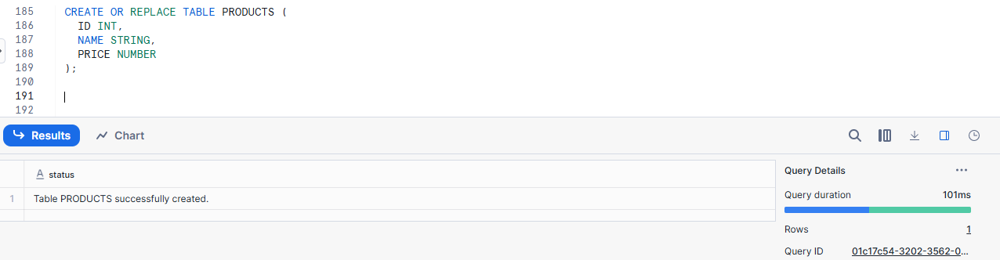 185 CREATE OR REPLACE TABLE PRODUCTS (
186 ID INT,
187 NAME STRING,
188 PRICE NUMBER
189 );
190
191
192
Results Chart
A status
1 Table PRODUCTS successfully created.
Query Details ...
Query duration 101ms
Rows 1
Query ID 01c17c54-3202-3562-0...